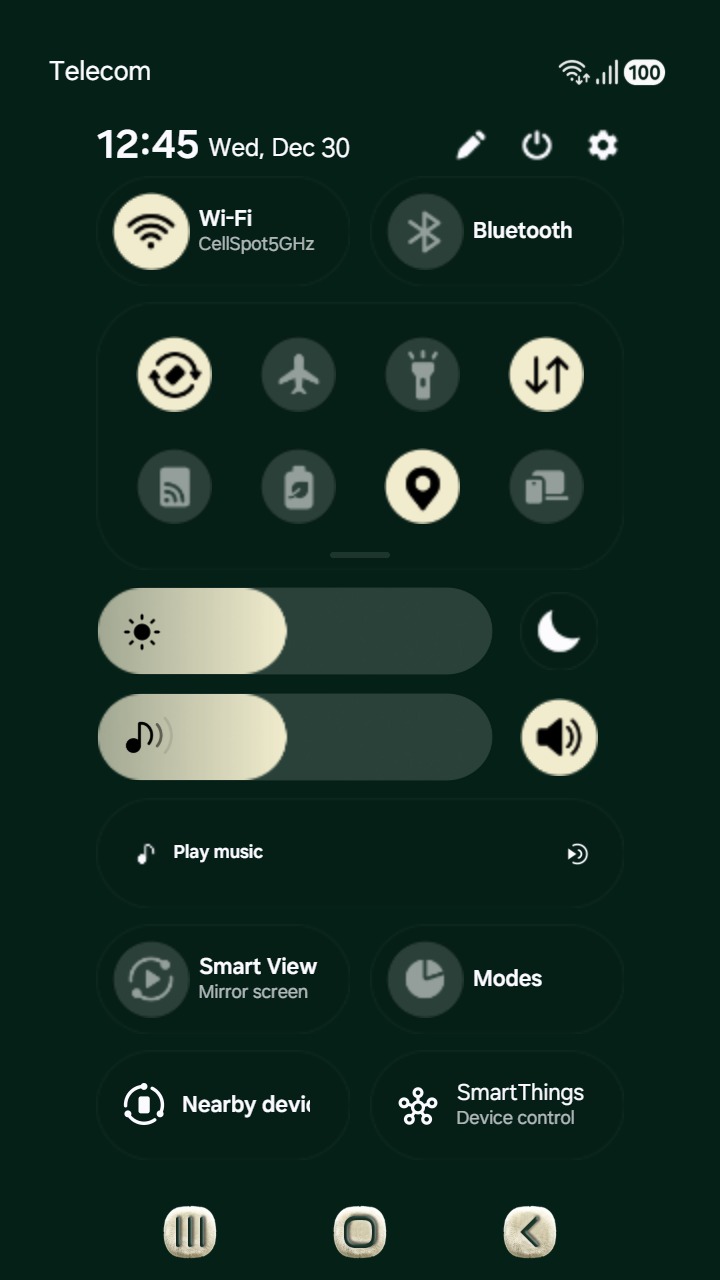 Telecom
100
12:45 Wed, Dec 30
Wi-Fi
CellSpot5GHz
Bluetooth
Play music
Smart View
Mirror screen
Modes
Nearby devi
SmartThings
Device control